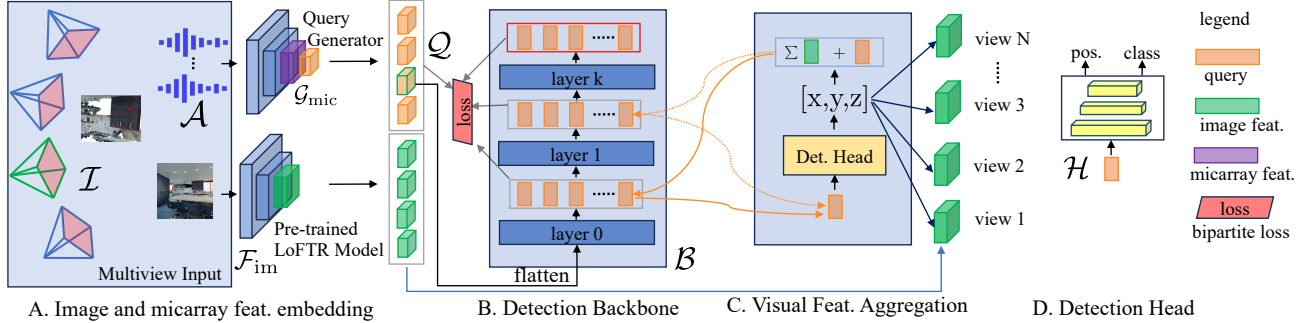 Multiview Input
A
I
Query
Generator
G_mic
Pre-trained
LoFTR Model
F_im
A. Image and micarray feat. embedding
Q
loss
layer k
layer 1
layer 0
flatten
B
B. Detection Backbone
Σ +
[x,y,z]
Det. Head
C. Visual Feat. Aggregation
view N
view 3
view 2
view 1
pos.
class
H
D. Detection Head
legend
query
image feat.
micarray feat.
loss
bipartite loss